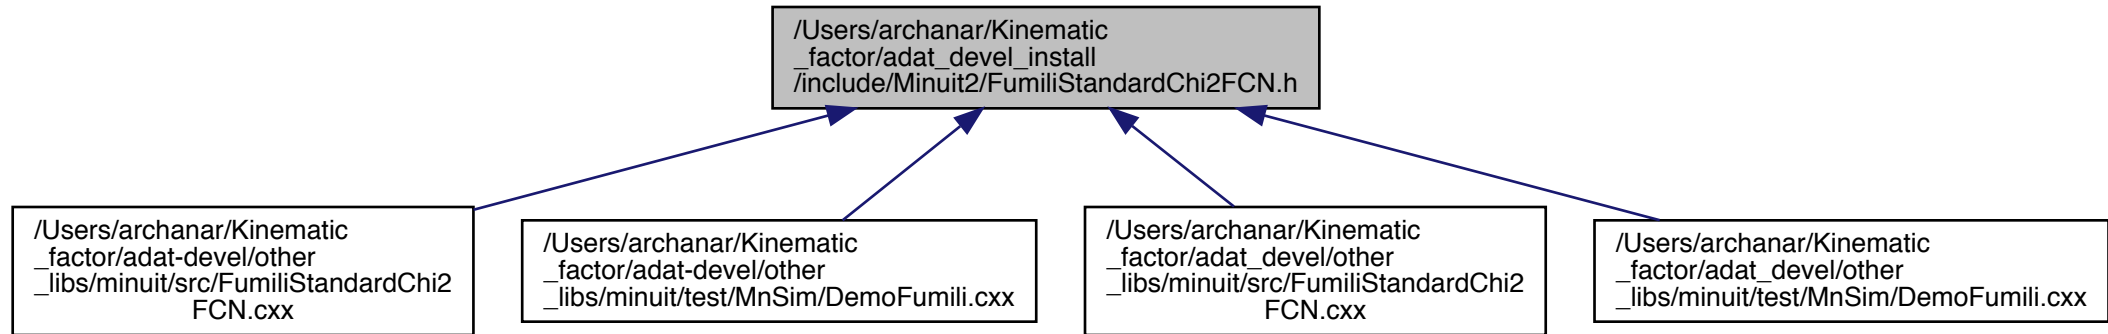 /Users/archanar/Kinematic
_factor/adat_devel_install
/include/Minuit2/FumiliStandardChi2FCN.h
/Users/archanar/Kinematic
_factor/adat-devel/other
_libs/minuit/src/FumiliStandardChi2
FCN.cxx
/Users/archanar/Kinematic
_factor/adat-devel/other
_libs/minuit/test/MnSim/DemoFumili.cxx
/Users/archanar/Kinematic
_factor/adat_devel/other
_libs/minuit/src/FumiliStandardChi2
FCN.cxx
/Users/archanar/Kinematic
_factor/adat_devel/other
_libs/minuit/test/MnSim/DemoFumili.cxx